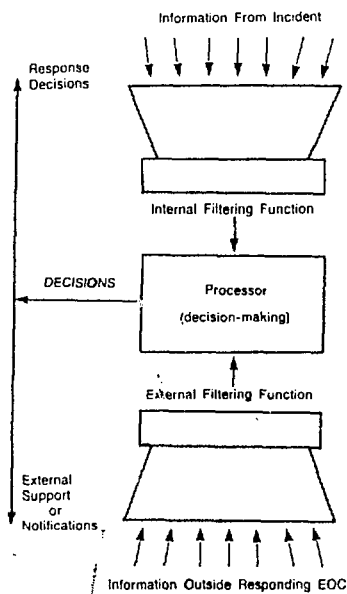 Information From Incident
Response
Decisions
Internal Filtering Function
DECISIONS
Processor
(decision-making)
External Filtering Function
External
Support
or
Notifications
Information Outside Responding EOC